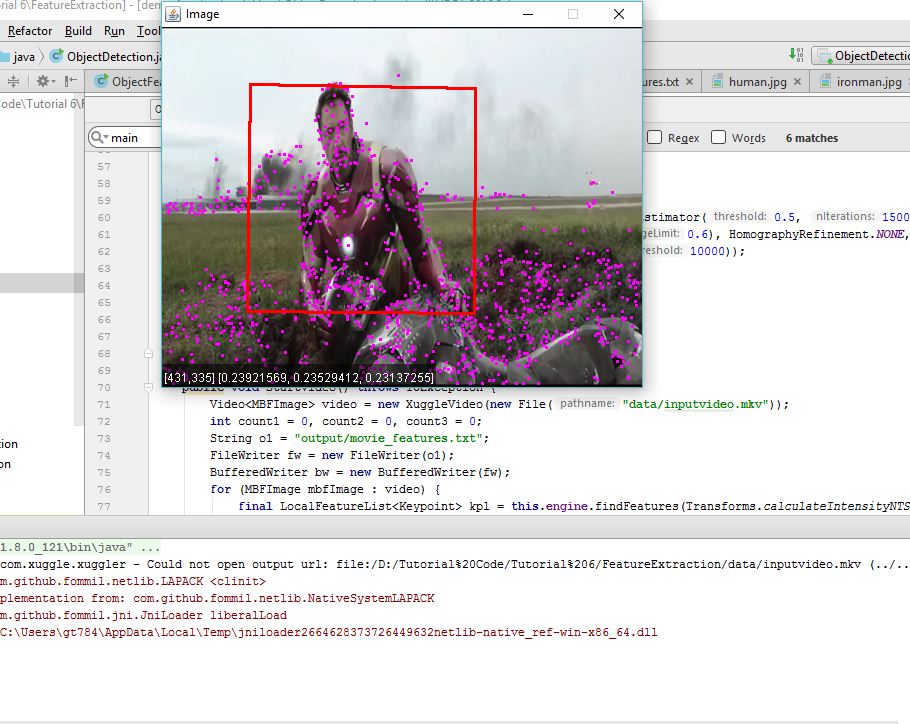 rial 6\FeatureExtraction] - [den
Image
Refactor Build Run Tool
java ObjectDetection.ja
ObjectDetectio
ObjectFea
ures.txt
human.jpg
ironman.jpg
ode\Tutorial 6\F
main
Regex Words 6 matches
57
58
59
60
stimator( threshold: 0.5, nIterations: 1500
61
geLimit: 0.6), HomographyRefinement.NONE,
62
reshold: 10000));
63
64
65
66
67
68
69
[431,335] [0.23921569, 0.23529412, 0.23137255]
70
public void startVideo() throws IOException {
71 Video<MBFImage> video = new XuggleVideo(new File( pathname: "data/inputvideo.mkv"));
72 int count1 = 0, count2 = 0, count3 = 0;
73 String o1 = "output/movie_features.txt";
74 FileWriter fw = new FileWriter(o1);
75 BufferedWriter bw = new BufferedWriter(fw);
76 for (MBFImage mbfImage : video) {
77 final LocalFeatureList<Keypoint> kpl = this.engine.findFeatures(Transforms.calculateIntensityNTS
tion
on
1.8.0_121\bin\java" ...
com.xuggle.xuggler - Could not open output url: file:/D:/Tutorial%20Code/Tutorial%206/FeatureExtraction/data/inputvideo.mkv (../..
m.github.fommil.netlib.LAPACK <clinit>
plementation from: com.github.fommil.netlib.NativeSystemLAPACK
m.github.fommil.jni.JniLoader liberalLoad
C:\Users\gt784\AppData\Local\Temp\jniloader2664628373726449632netlib-native_ref-win-x86_64.dll